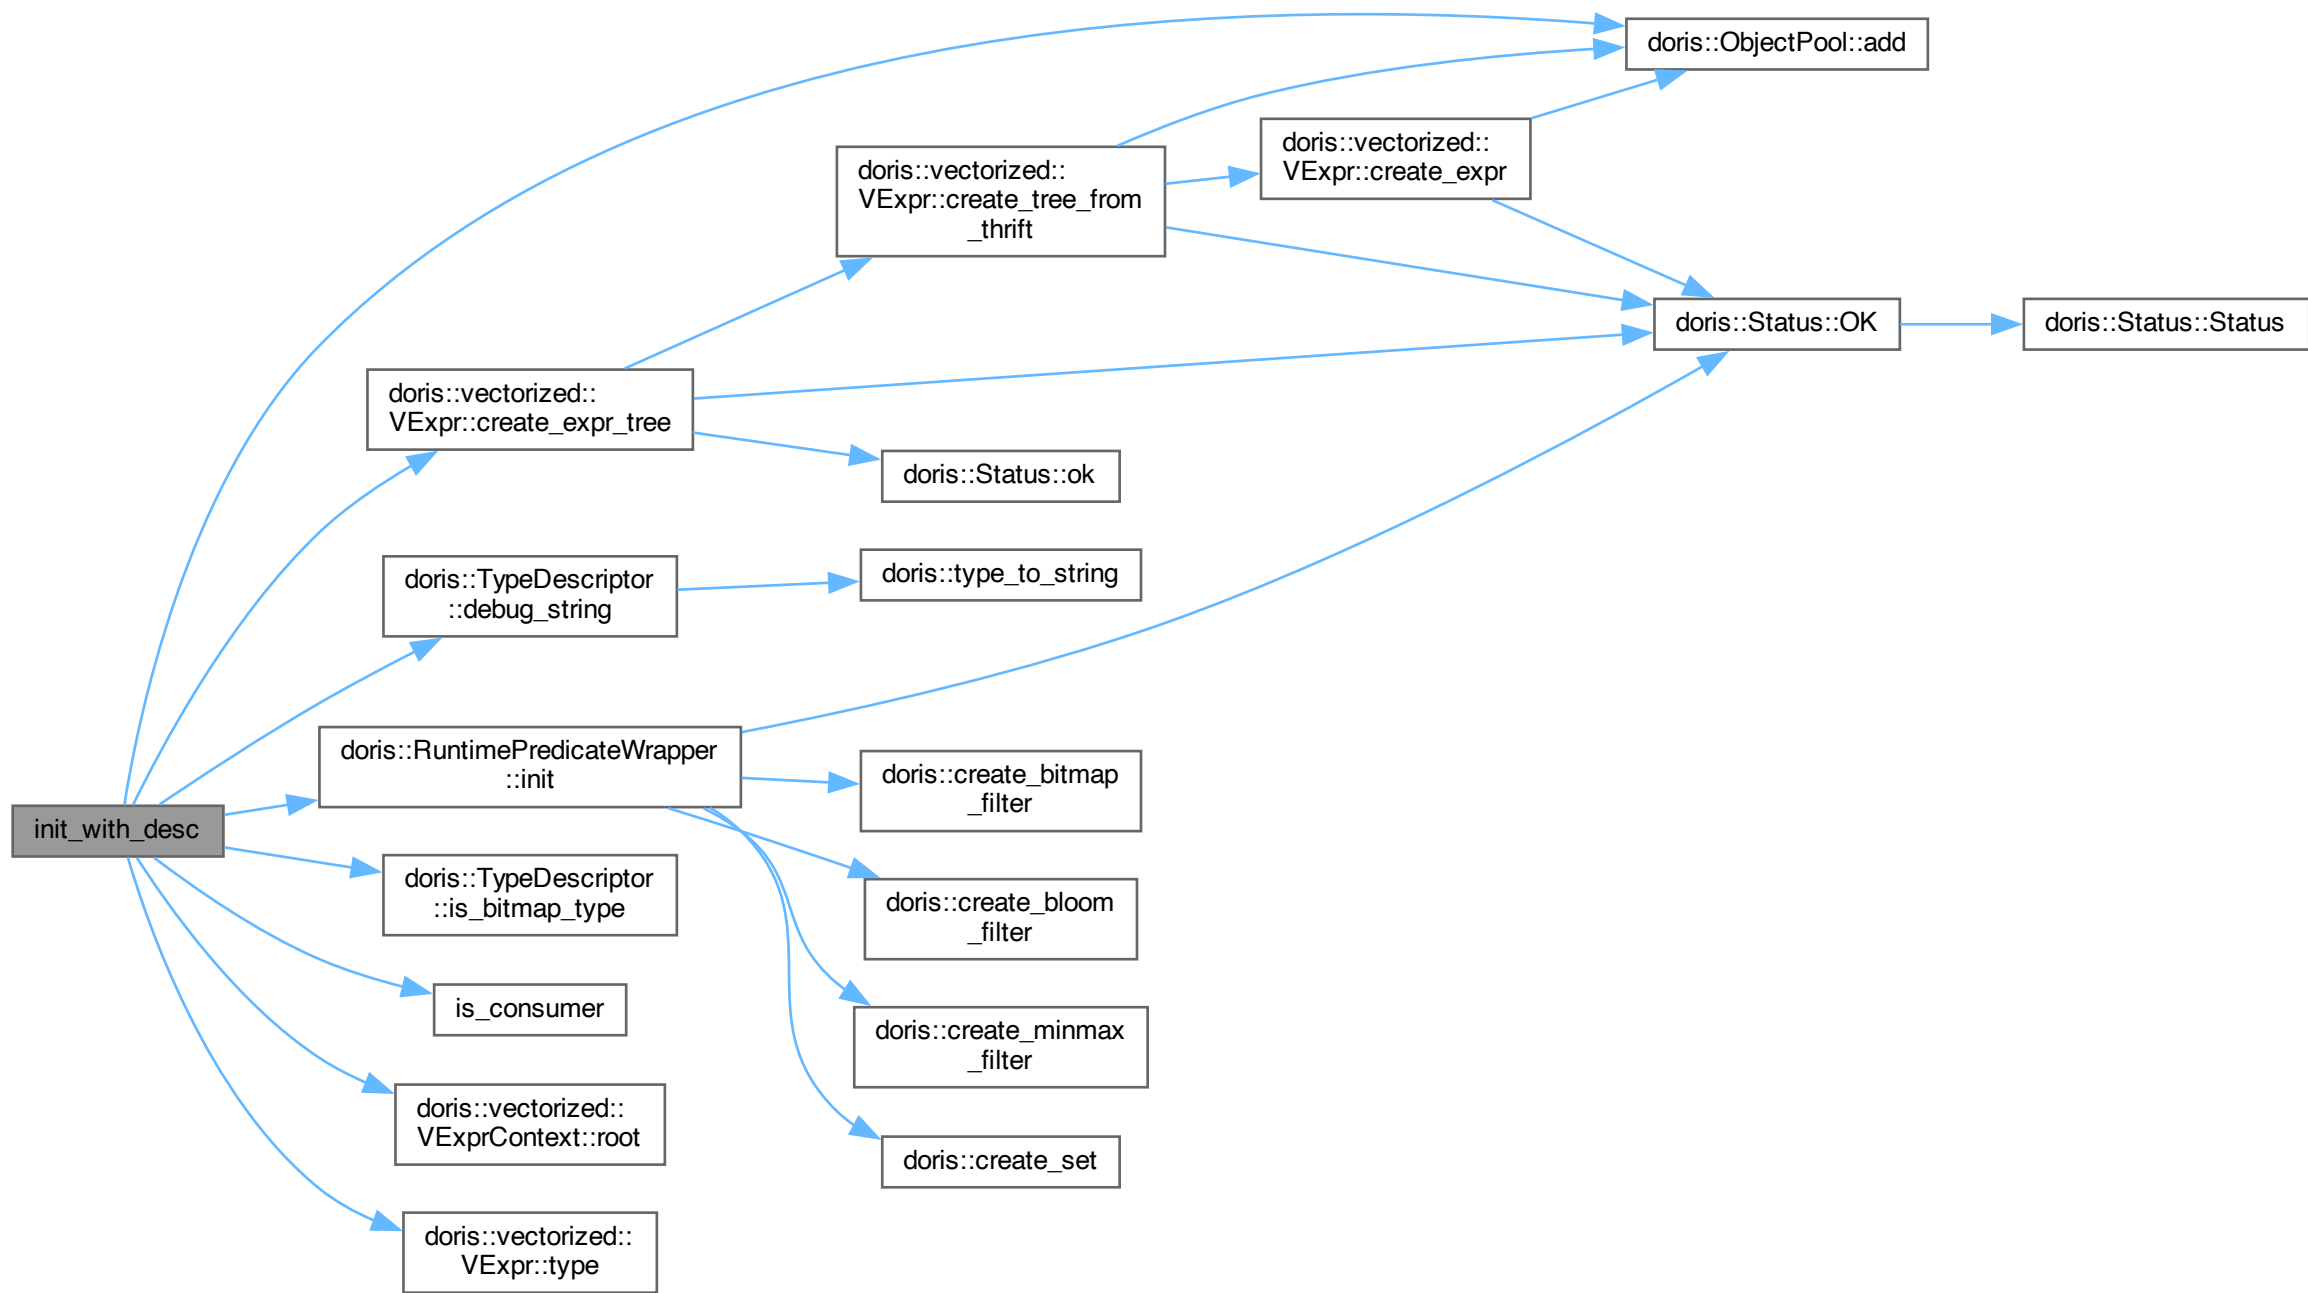 doris::ObjectPool::add
doris::vectorized::
VExpr::create_expr
doris::vectorized::
VExpr::create_tree_from
_thrift
doris::Status::OK
doris::Status::Status
doris::vectorized::
VExpr::create_expr_tree
doris::Status::ok
doris::TypeDescriptor
::debug_string
doris::type_to_string
doris::RuntimePredicateWrapper
::init
doris::create_bitmap
_filter
init_with_desc
doris::TypeDescriptor
::is_bitmap_type
doris::create_bloom
_filter
is_consumer
doris::create_minmax
_filter
doris::vectorized::
VExprContext::root
doris::create_set
doris::vectorized::
VExpr::type